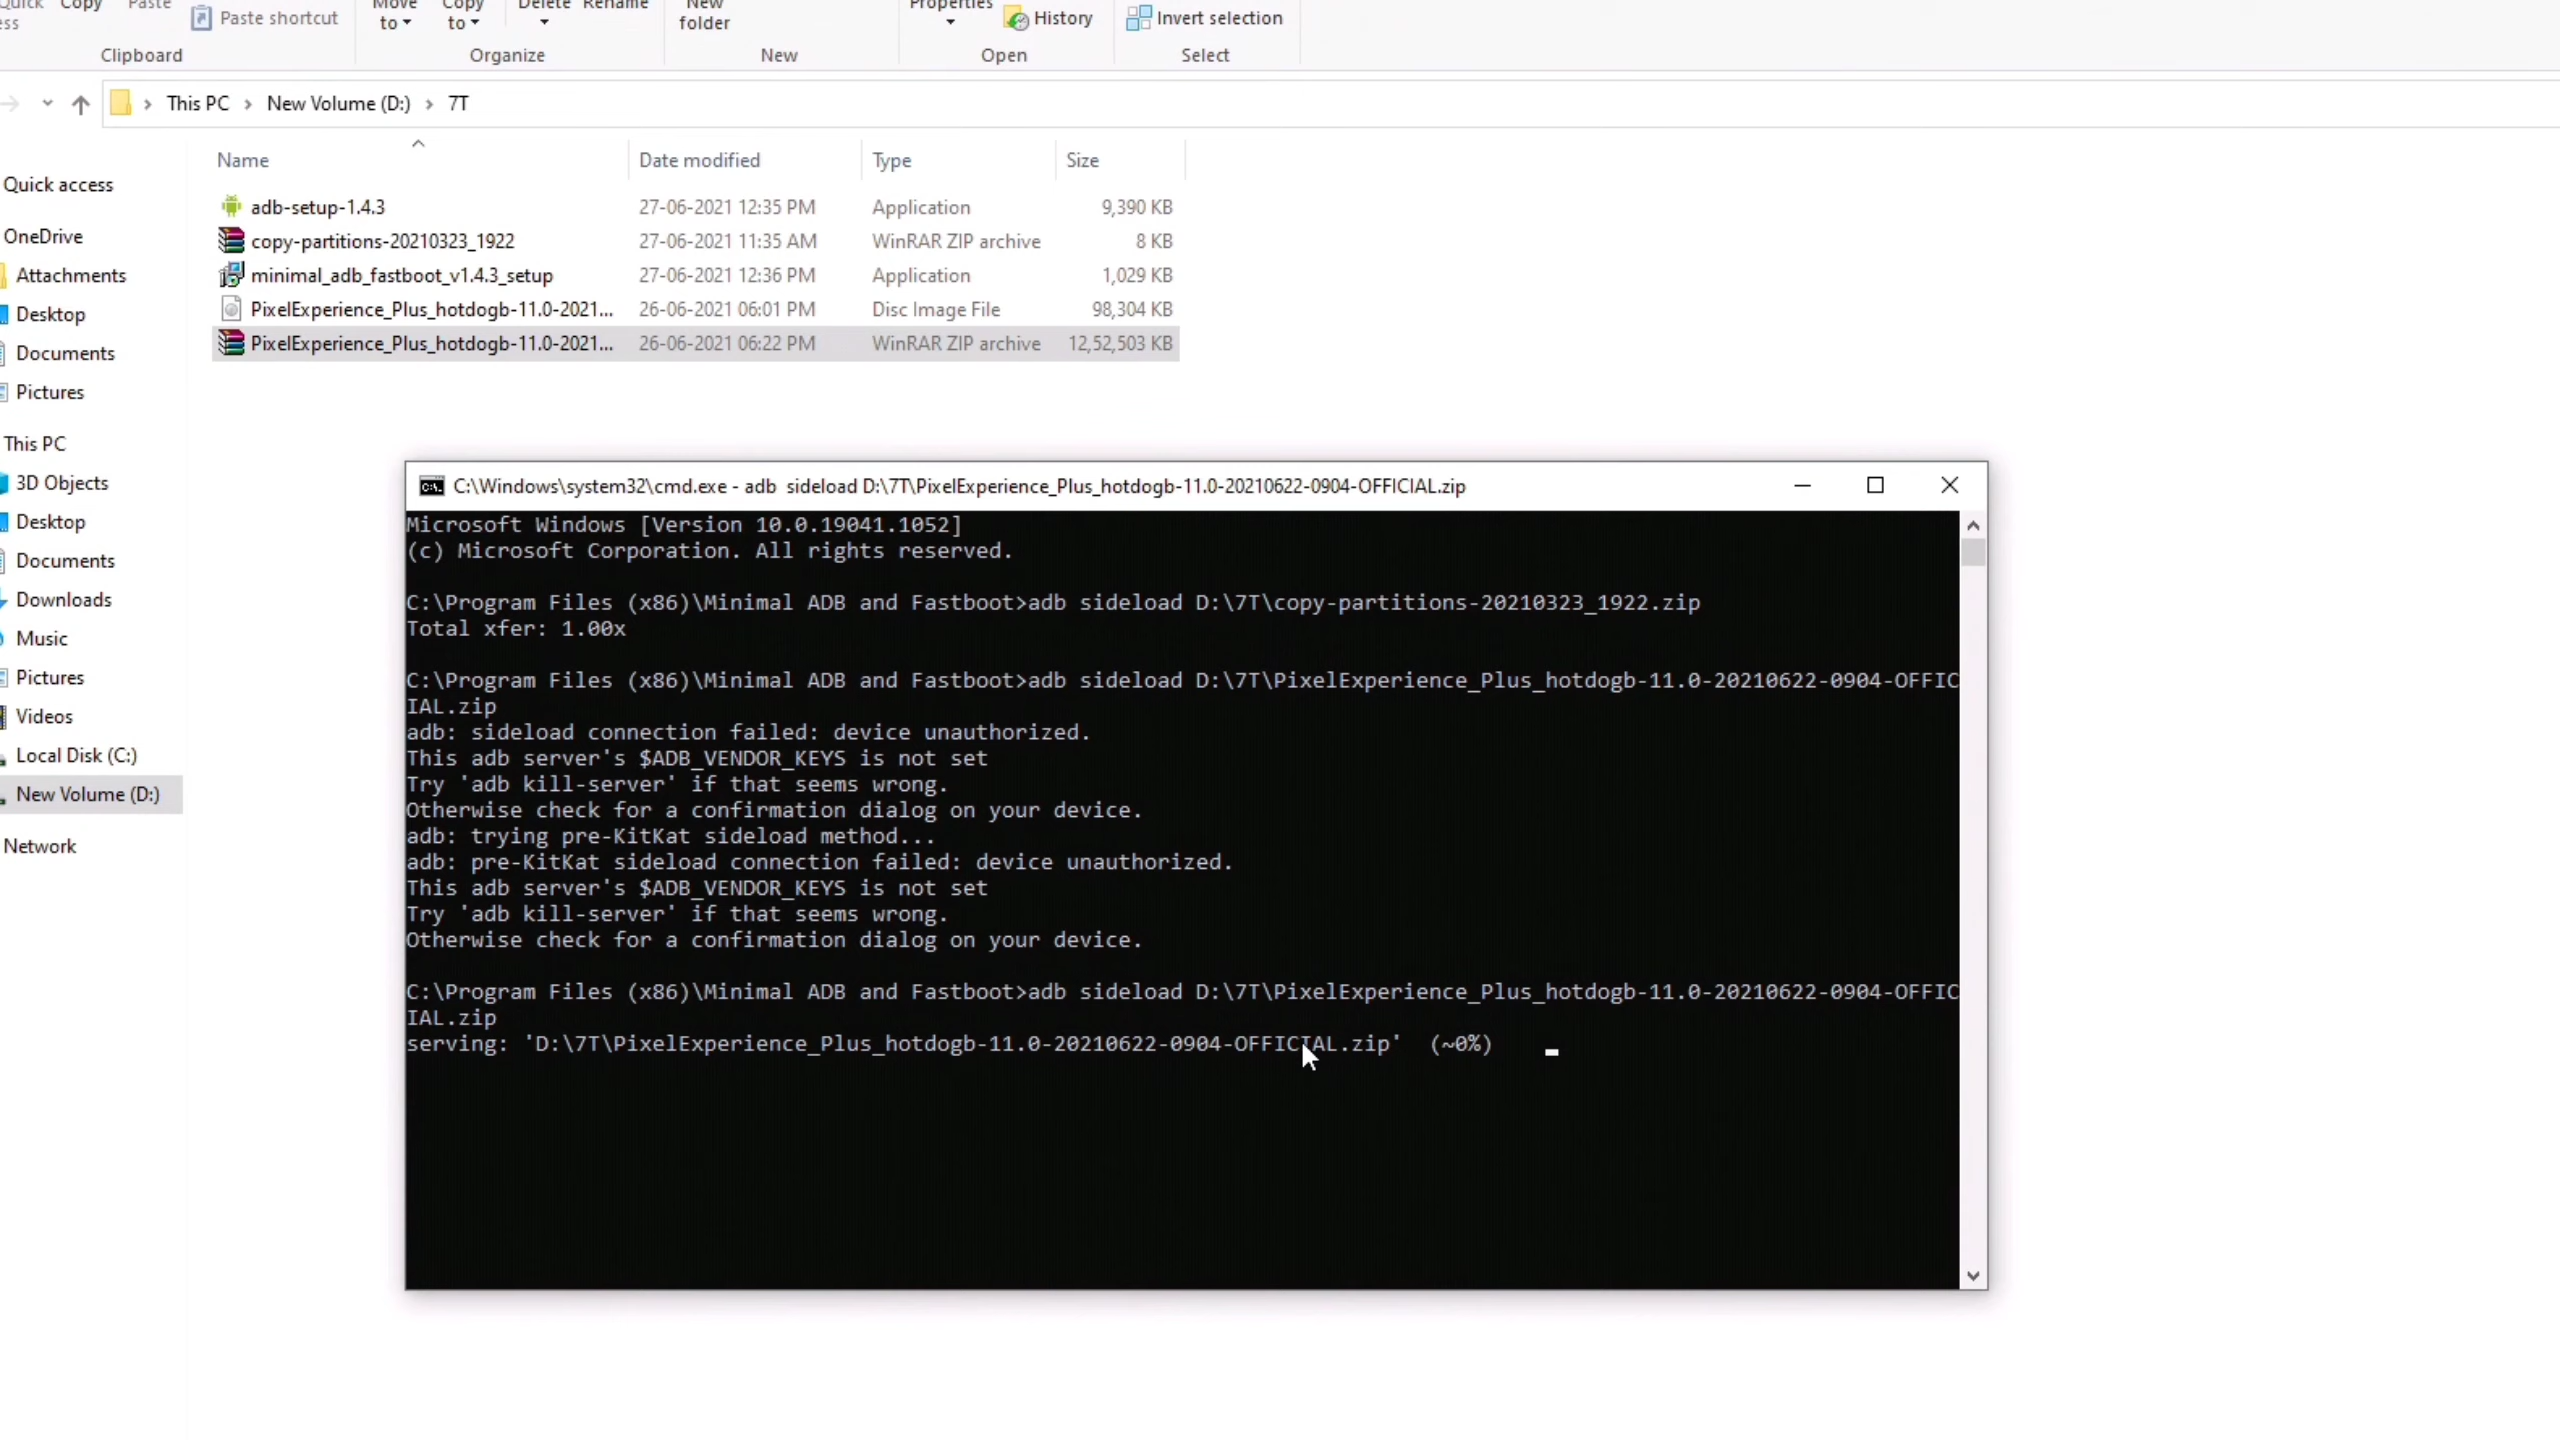 Copy
Paste
Paste shortcut
Move
to
Copy
to
Delete
Rename
New
folder
Properties
History
Invert selection
Clipboard
Organize
New
Open
Select
This PC
New Volume (D:)
7T
Name Date modified Type Size
adb-setup-1.4.3 27-06-2021 12:35 PM Application 9,390 KB
copy-partitions-20210323_1922 27-06-2021 11:35 AM WinRAR ZIP archive 8 KB
minimal_adb_fastboot_v1.4.3_setup 27-06-2021 12:36 PM Application 1,029 KB
PixelExperience_Plus_hotdogb-11.0-2021... 26-06-2021 06:01 PM Disc Image File 98,304 KB
PixelExperience_Plus_hotdogb-11.0-2021... 26-06-2021 06:22 PM WinRAR ZIP archive 12,52,503 KB
Quick access
OneDrive
Attachments
Desktop
Documents
Pictures
This PC
3D Objects
Desktop
Documents
Downloads
Music
Pictures
Videos
Local Disk (C:)
New Volume (D:)
Network
C:\Windows\system32\cmd.exe - adb  sideload D:\7T\PixelExperience_Plus_hotdogb-11.0-20210622-0904-OFFICIAL.zip
Microsoft Windows [Version 10.0.19041.1052]
(c) Microsoft Corporation. All rights reserved.
C:\Program Files (x86)\Minimal ADB and Fastboot>adb sideload D:\7T\copy-partitions-20210323_1922.zip
Total xfer: 1.00x
C:\Program Files (x86)\Minimal ADB and Fastboot>adb sideload D:\7T\PixelExperience_Plus_hotdogb-11.0-20210622-0904-OFFIC
IAL.zip
adb: sideload connection failed: device unauthorized.
This adb server's $ADB_VENDOR_KEYS is not set
Try 'adb kill-server' if that seems wrong.
Otherwise check for a confirmation dialog on your device.
adb: trying pre-KitKat sideload method...
adb: pre-KitKat sideload connection failed: device unauthorized.
This adb server's $ADB_VENDOR_KEYS is not set
Try 'adb kill-server' if that seems wrong.
Otherwise check for a confirmation dialog on your device.
C:\Program Files (x86)\Minimal ADB and Fastboot>adb sideload D:\7T\PixelExperience_Plus_hotdogb-11.0-20210622-0904-OFFIC
IAL.zip
serving: 'D:\7T\PixelExperience_Plus_hotdogb-11.0-20210622-0904-OFFICIAL.zip'  (~0%)